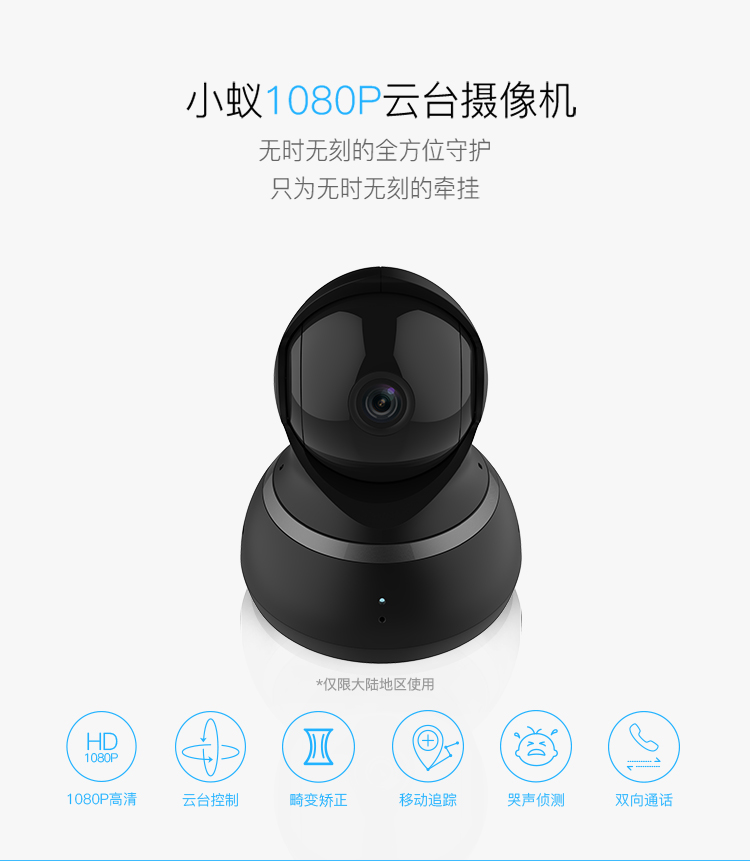 小蚁1080P云台摄像机
无时无刻的全方位守护
只为无时无刻的牵挂
*仅限大陆地区使用
HD
1080P
1080P高清
云台控制
畸变矫正
移动追踪
哭声侦测
双向通话